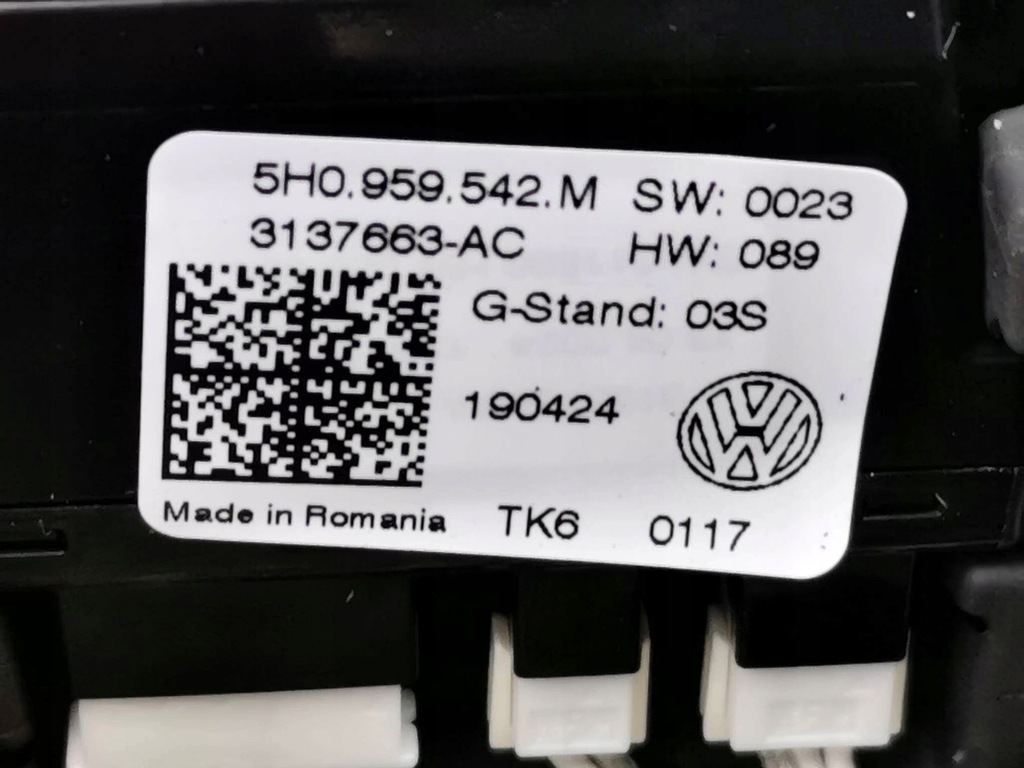 5H0.959.542.M SW: 0023
3137663-AC HW: 089
G-Stand: 03S
190424
Made in Romania TK6 0117